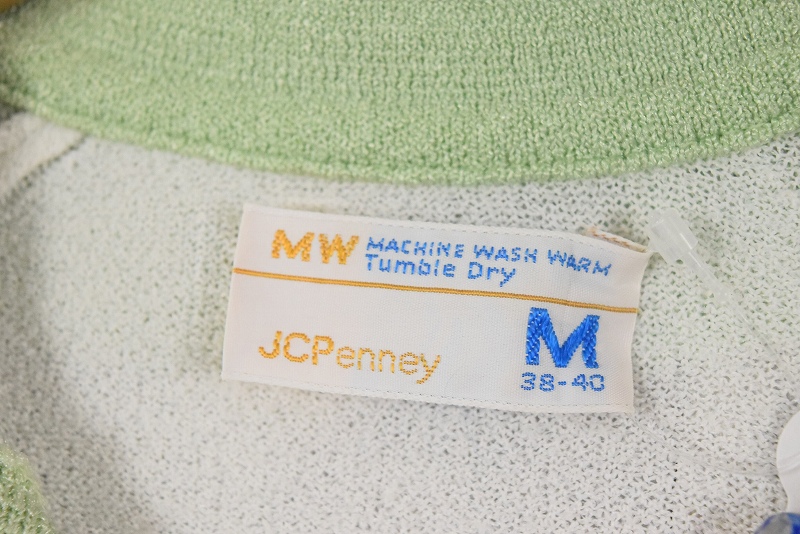 MW MACHINE WASH WARM
Tumble Dry
JCPenney
M
38-40